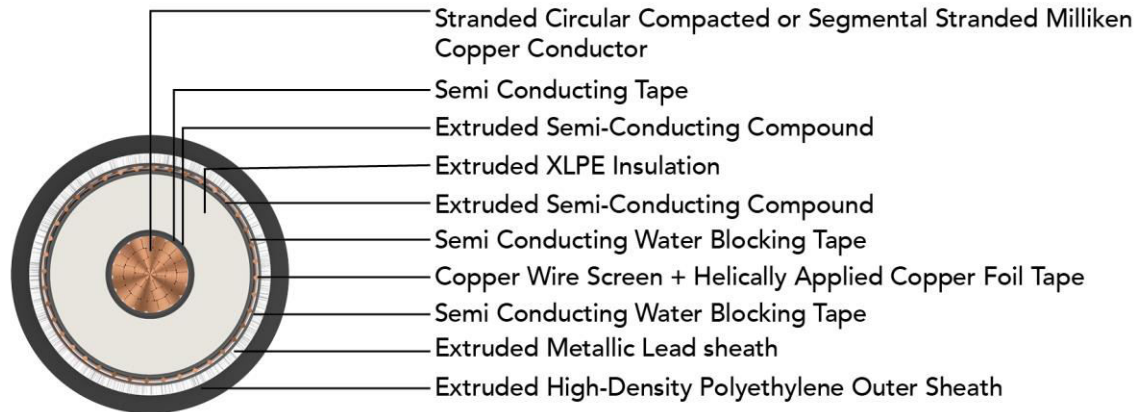 Stranded Circular Compacted or Segmental Stranded Milliken
Copper Conductor
Semi Conducting Tape
Extruded Semi-Conducting Compound
Extruded XLPE Insulation
Extruded Semi-Conducting Compound
Semi Conducting Water Blocking Tape
Copper Wire Screen + Helically Applied Copper Foil Tape
Semi Conducting Water Blocking Tape
Extruded Metallic Lead sheath
Extruded High-Density Polyethylene Outer Sheath